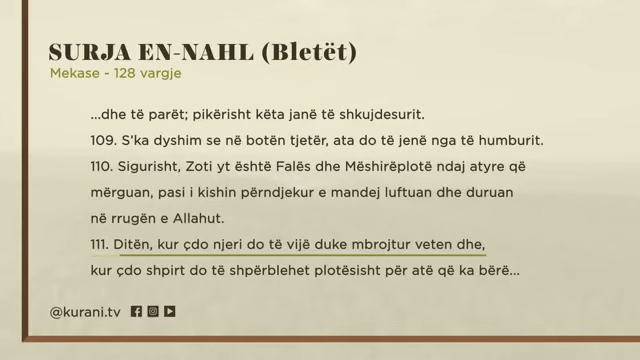 SURJA EN-NAHL (Bletët)
Mekase - 128 vargje
...dhe të parët; pikërisht këta janë të shkujdesurit.
109. S'ka dyshim se në botën tjetër, ata do të jenë nga të humburit.
110. Sigurisht, Zoti yt është Falës dhe Mëshirëplotë ndaj atyre që
mërguan, pasi i kishin përndjekur e mandej luftuan dhe duruan
në rrugën e Allahut.
111. Ditën, kur çdo njeri do të vijë duke mbrojtur veten dhe,
kur çdo shpirt do të shpërblehet plotësisht për atë që ka bërë...
@kurani.tv